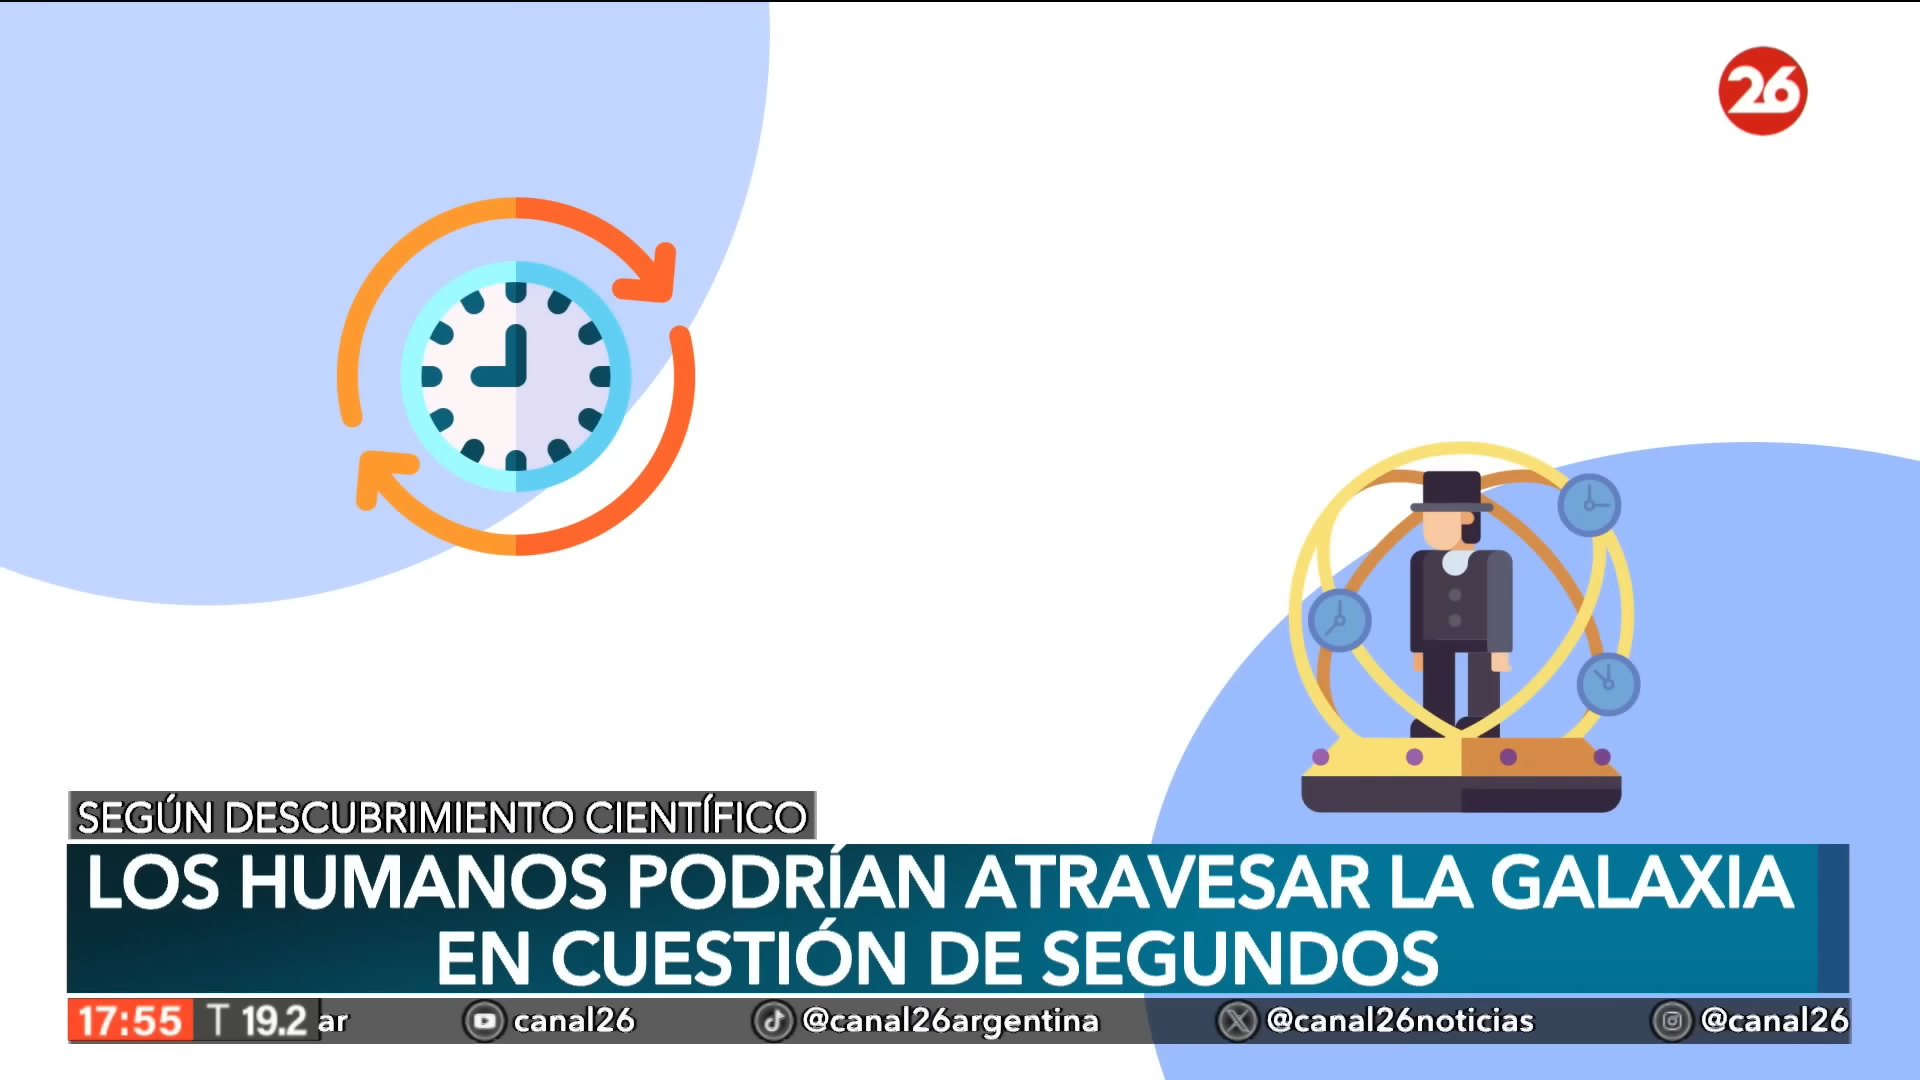 26
SEGÚN DESCUBRIMIENTO CIENTÍFICO
LOS HUMANOS PODRÍAN ATRAVESAR LA GALAXIA
EN CUESTIÓN DE SEGUNDOS
17:55 T 19.2 ar canal26 @canal26argentina @canal26noticias @canal26